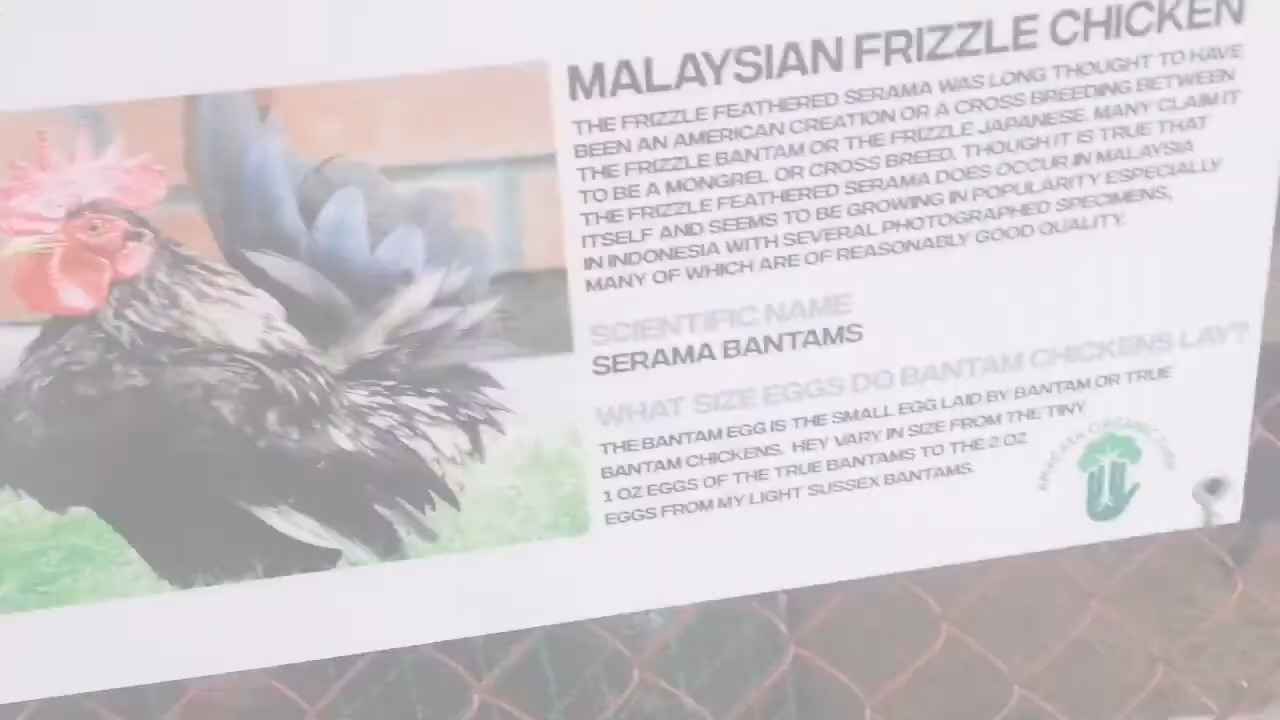 MALAYSIAN FRIZZLE CHICKEN
THE FRIZZLE FEATHERED SERAMA WAS LONG THOUGHT TO HAVE
BEEN AN AMERICAN CREATION OR A CROSS BREEDING BETWEEN
THE FRIZZLE BANTAM OR THE FRIZZLE JAPANESE. MANY CLAIM IT
TO BE A MONGREL OR CROSS BREED, THOUGH IT IS TRUE THAT
THE FRIZZLE FEATHERED SERAMA DOES OCCUR IN MALAYSIA
ITSELF AND SEEMS TO BE GROWING IN POPULARITY ESPECIALLY
IN INDONESIA WITH SEVERAL PHOTOGRAPHED SPECIMENS,
MANY OF WHICH ARE OF REASONABLY GOOD QUALITY.
SCIENTIFIC NAME
SERAMA BANTAMS
WHAT SIZE EGGS DO BANTAM CHICKENS LAY?
THE BANTAM EGG IS THE SMALL EGG LAID BY BANTAM OR TRUE
BANTAM CHICKENS. HEY VARY IN SIZE FROM THE TINY
1 OZ EGGS OF THE TRUE BANTAMS TO THE 2 OZ
EGGS FROM MY LIGHT SUSSEX BANTAMS.
ORGANIC